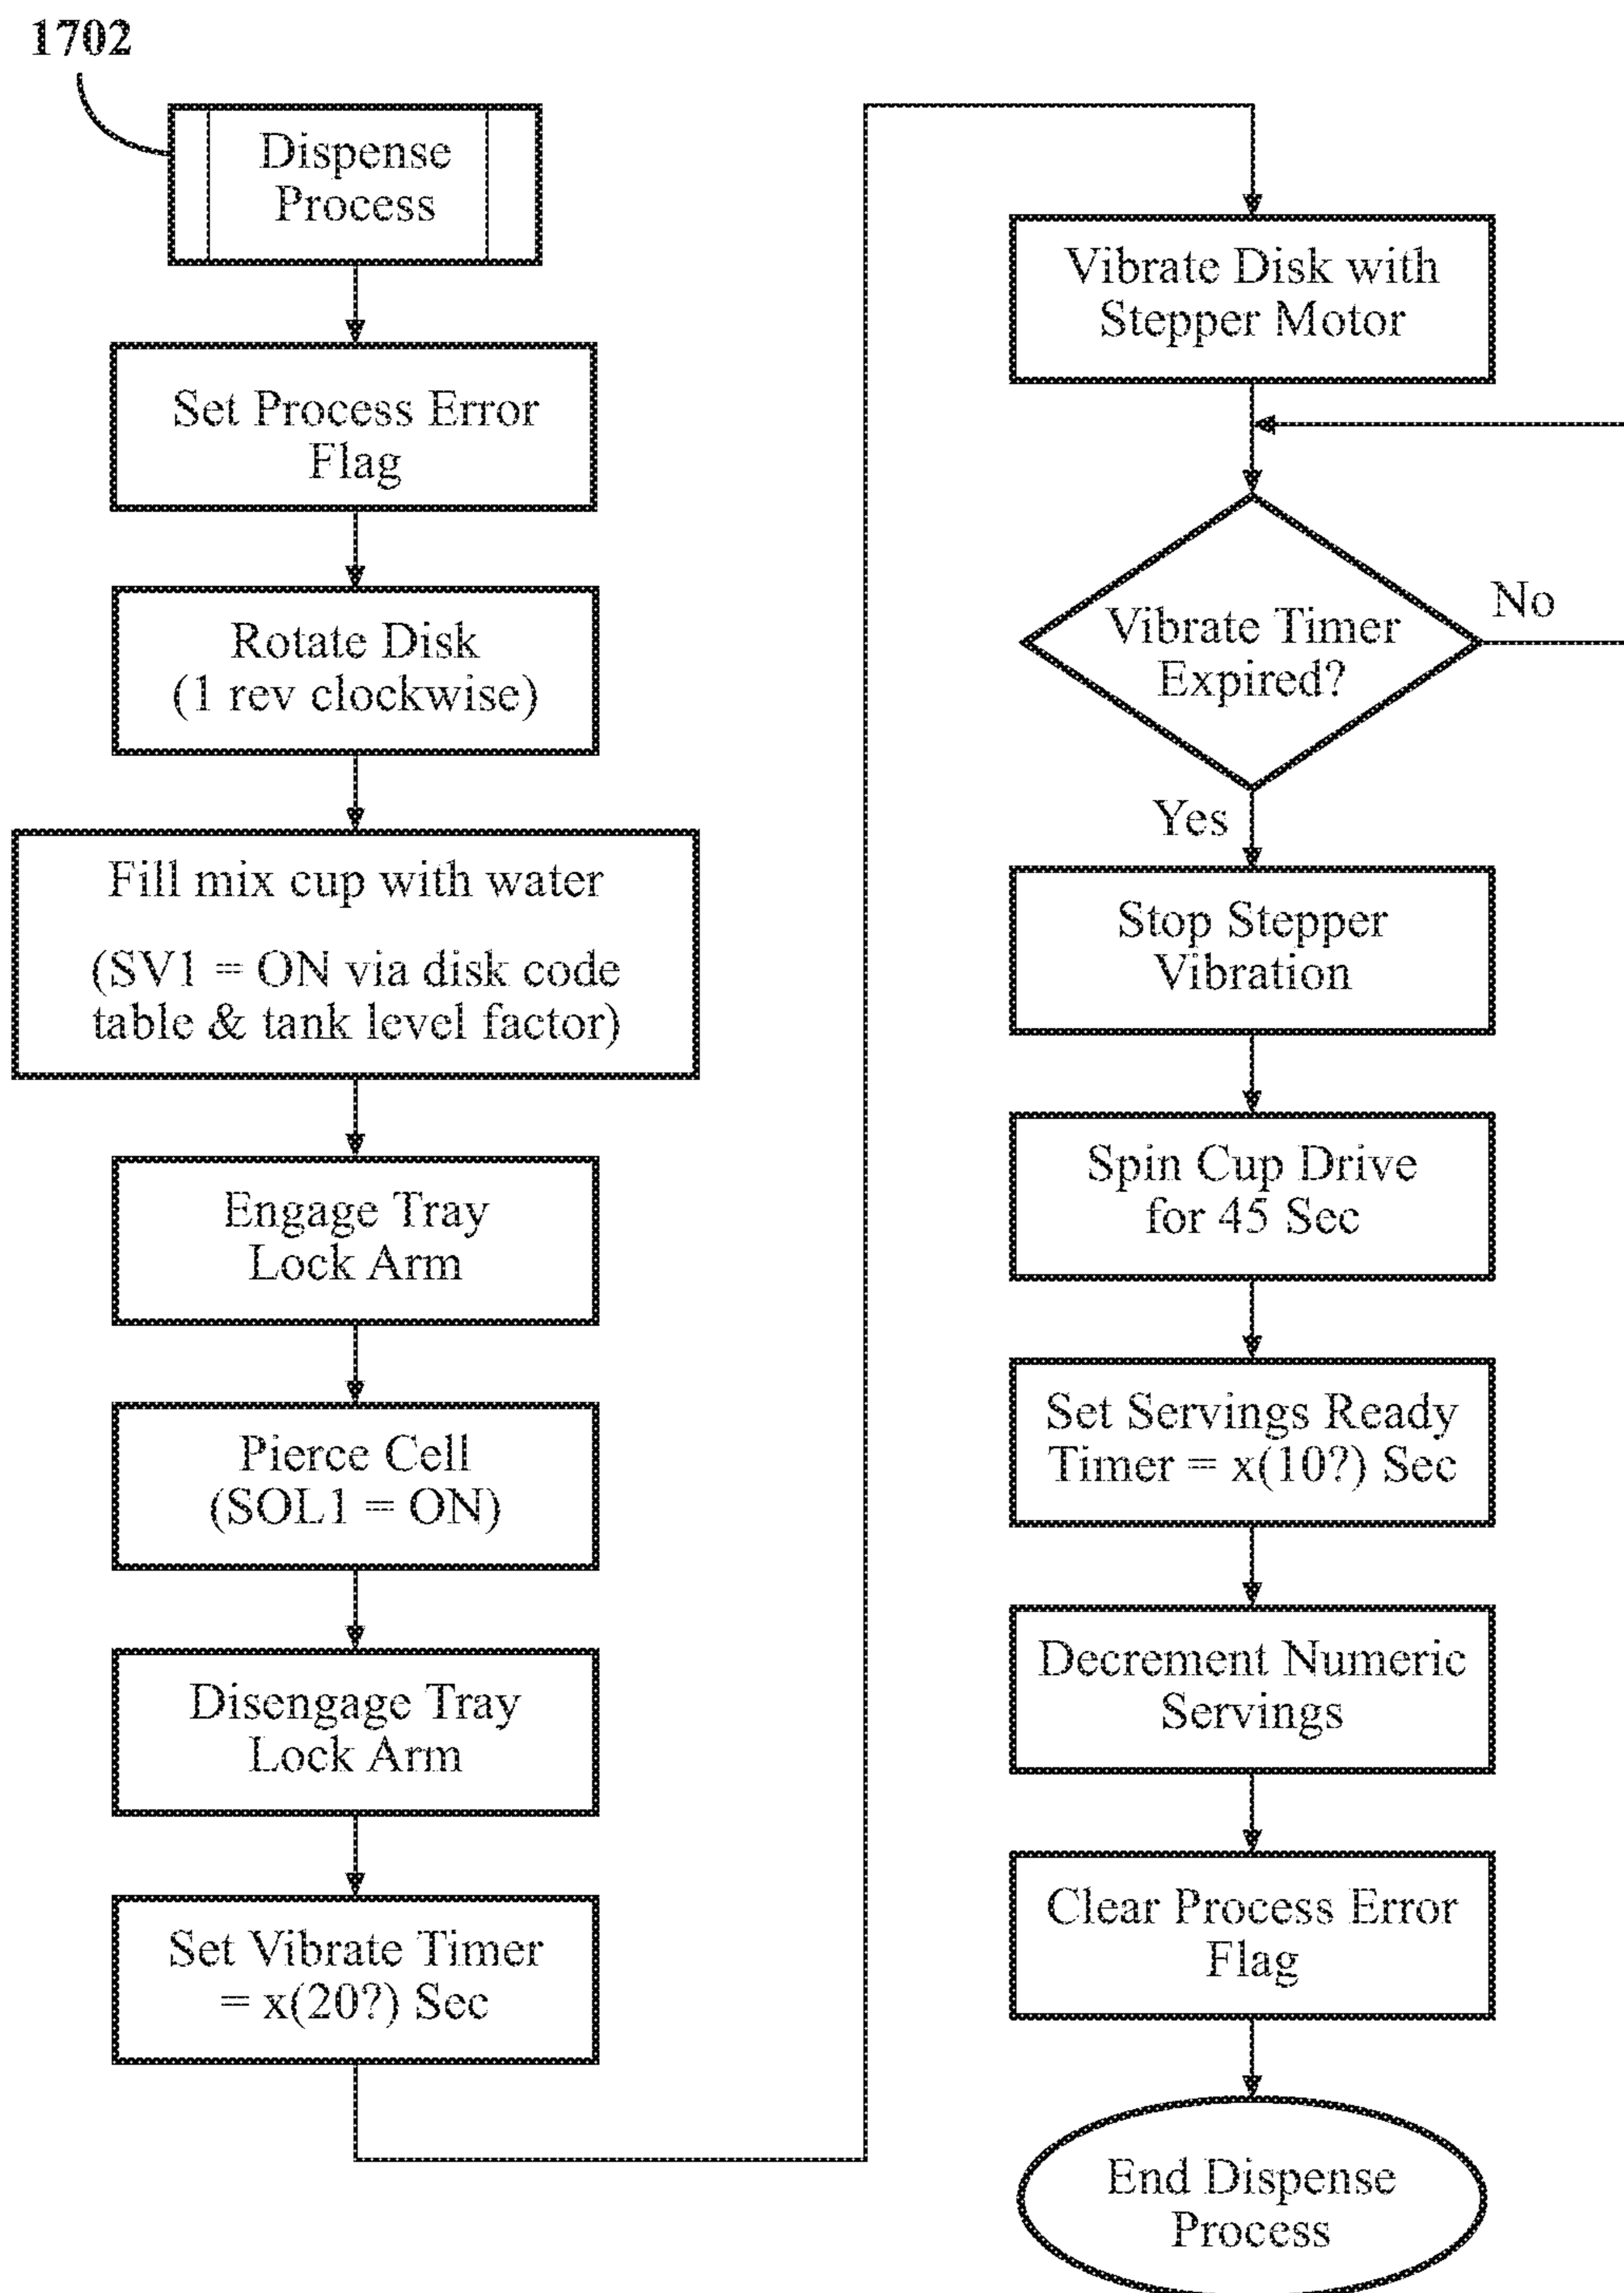 1702
Dispense
Process
Set Process Error
Flag
Rotate Disk
(1 rev clockwise)
Fill mix cup with water
(SV1 = ON via disk code
table & tank level factor)
Engage Tray
Lock Arm
Pierce Cell
(SOL1 = ON)
Disengage Tray
Lock Arm
Set Vibrate Timer
= x(20?) Sec
Vibrate Disk with
Stepper Motor
Vibrate Timer
Expired?
No
Yes
Stop Stepper
Vibration
Spin Cup Drive
for 45 Sec
Set Servings Ready
Timer = x(10?) Sec
Decrement Numeric
Servings
Clear Process Error
Flag
End Dispense
Process